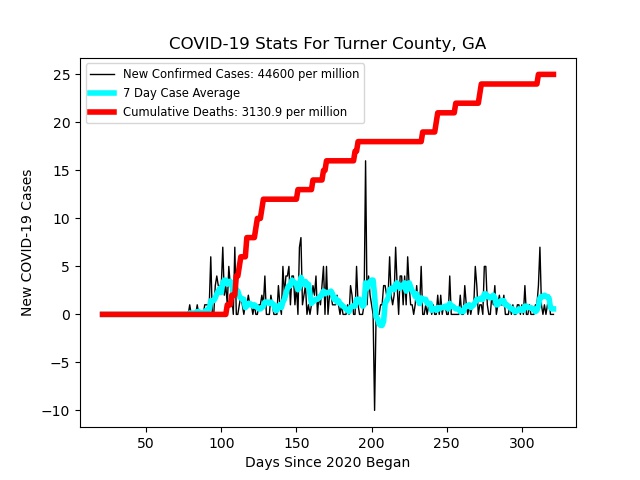 COVID-19 Stats For Turner County, GA
New Confirmed Cases: 44600 per million
7 Day Case Average
Cumulative Deaths: 3130.9 per million
New COVID-19 Cases
25
20
15
10
5
0
−5
−10
50
100
150
200
250
300
Days Since 2020 Began